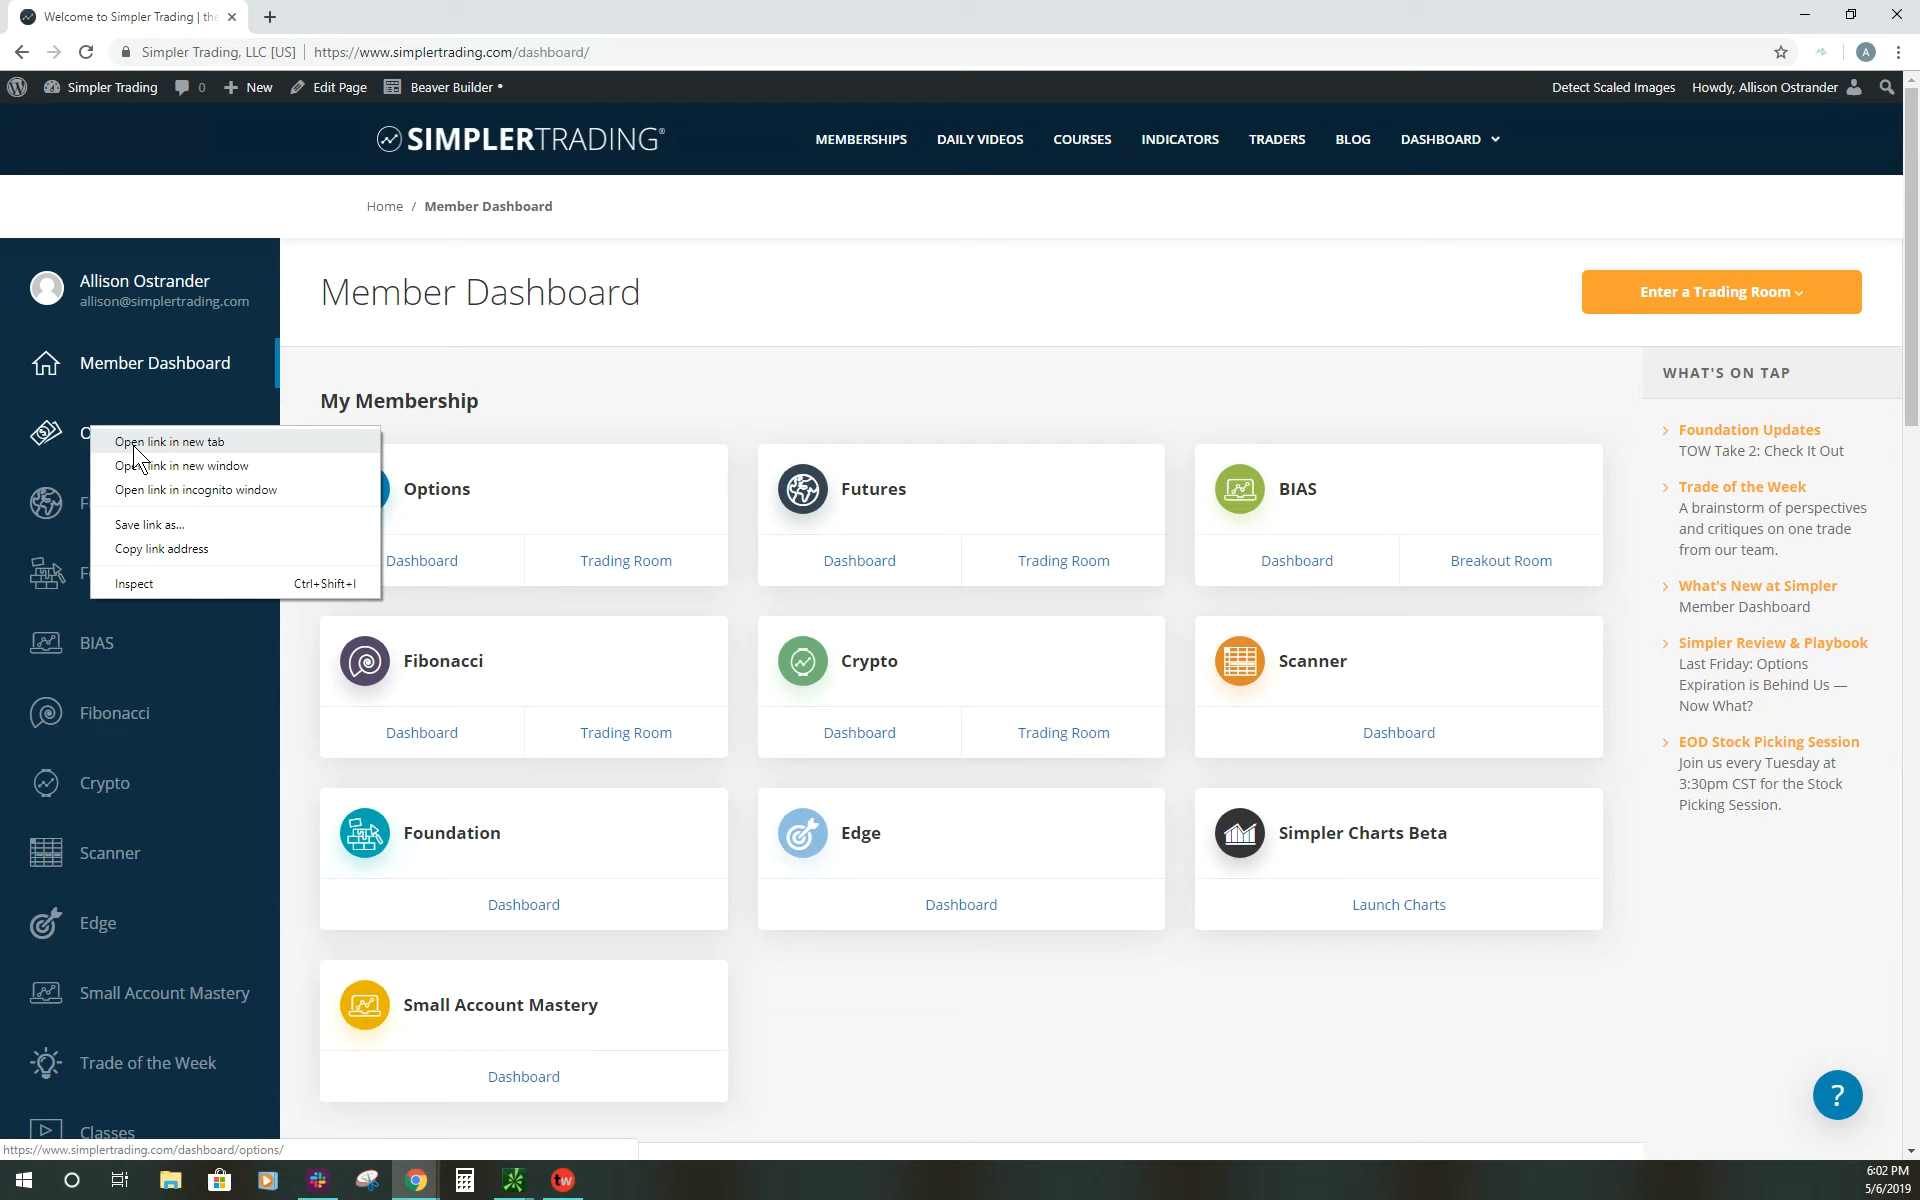 Welcome to Simpler Trading | the
Simpler Trading, LLC [US] | https://www.simplertrading.com/dashboard/
A
Simpler Trading 0 New Edit Page Beaver Builder
Detect Scaled Images Howdy, Allison Ostrander
SIMPLERTRADING®
MEMBERSHIPS DAILY VIDEOS COURSES INDICATORS TRADERS BLOG DASHBOARD
Home / Member Dashboard
Allison Ostrander
allison@simplertrading.com
Member Dashboard
O
F
F
BIAS
Fibonacci
Crypto
Scanner
Edge
Small Account Mastery
Trade of the Week
Classes
Open link in new tab
Open link in new window
Open link in incognito window
Save link as...
Copy link address
Inspect Ctrl+Shift+I
Member Dashboard
Enter a Trading Room
My Membership
Options
Dashboard Trading Room
Futures
Dashboard Trading Room
BIAS
Dashboard Breakout Room
Fibonacci
Dashboard Trading Room
Crypto
Dashboard Trading Room
Scanner
Dashboard
Foundation
Dashboard
Edge
Dashboard
Simpler Charts Beta
Launch Charts
Small Account Mastery
Dashboard
WHAT'S ON TAP
Foundation Updates
TOW Take 2: Check It Out
Trade of the Week
A brainstorm of perspectives
and critiques on one trade
from our team.
What's New at Simpler
Member Dashboard
Simpler Review & Playbook
Last Friday: Options
Expiration is Behind Us —
Now What?
EOD Stock Picking Session
Join us every Tuesday at
3:30pm CST for the Stock
Picking Session.
?
https://www.simplertrading.com/dashboard/options/
tw
6:02 PM
5/6/2019